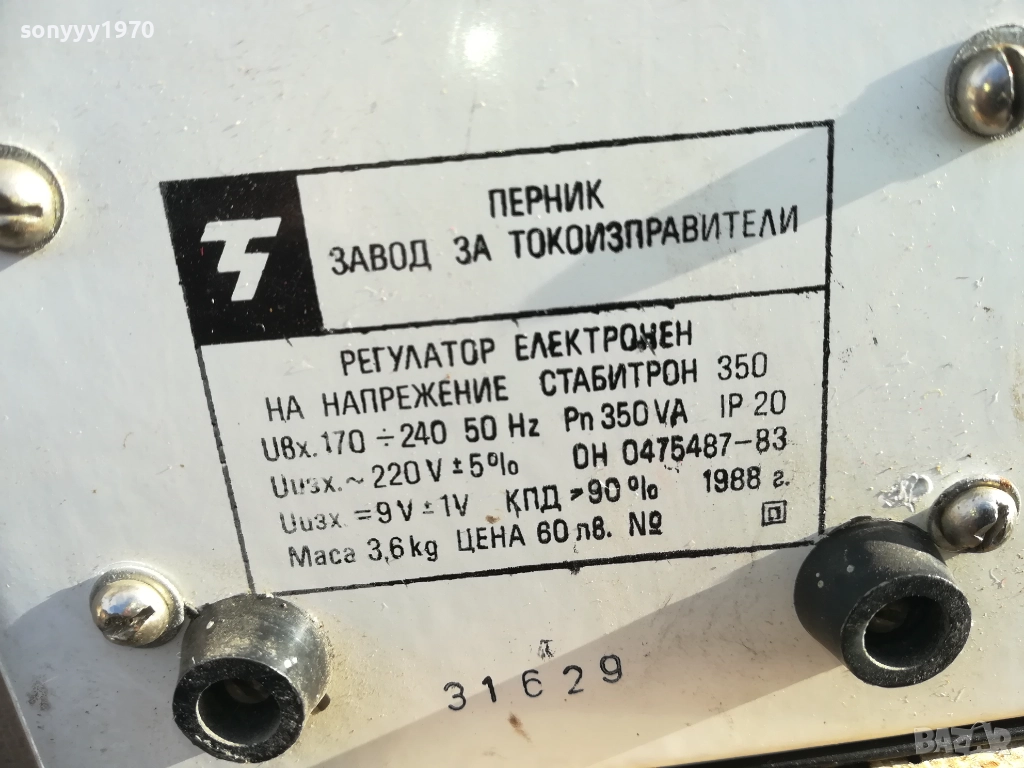 sonyyy1970
ПЕРНИК
ЗАВОД ЗА ТОКОИЗПРАВИТЕЛИ
РЕГУЛАТОР ЕЛЕКТРОНЕН
НА НАПРЕЖЕНИЕ СТАБИТРОН 350
Uвх. 170 ÷ 240 50 Hz Pn 350 VA IP 20
Uизх. ~ 220 V ± 5% ОН 0475487-83
Uизх = 9V ± 1V КПД > 90% 1988 г.
Маса 3,6 kg ЦЕНА 60 лв. №
31629
BAZAR